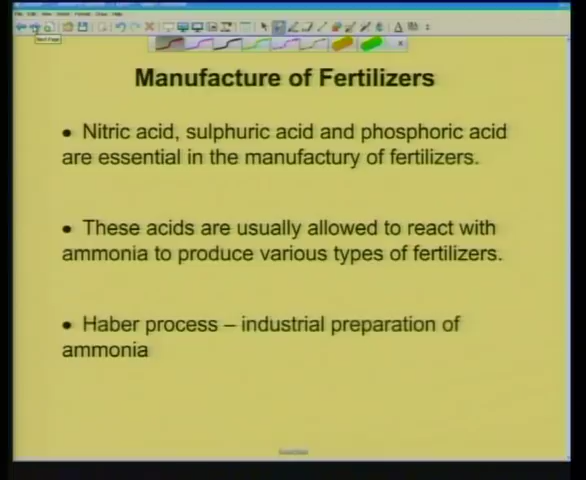 Manufacture of Fertilizers
● Nitric acid, sulphuric acid and phosphoric acid
are essential in the manufactury of fertilizers.
● These acids are usually allowed to react with
ammonia to produce various types of fertilizers.
● Haber process – industrial preparation of
ammonia